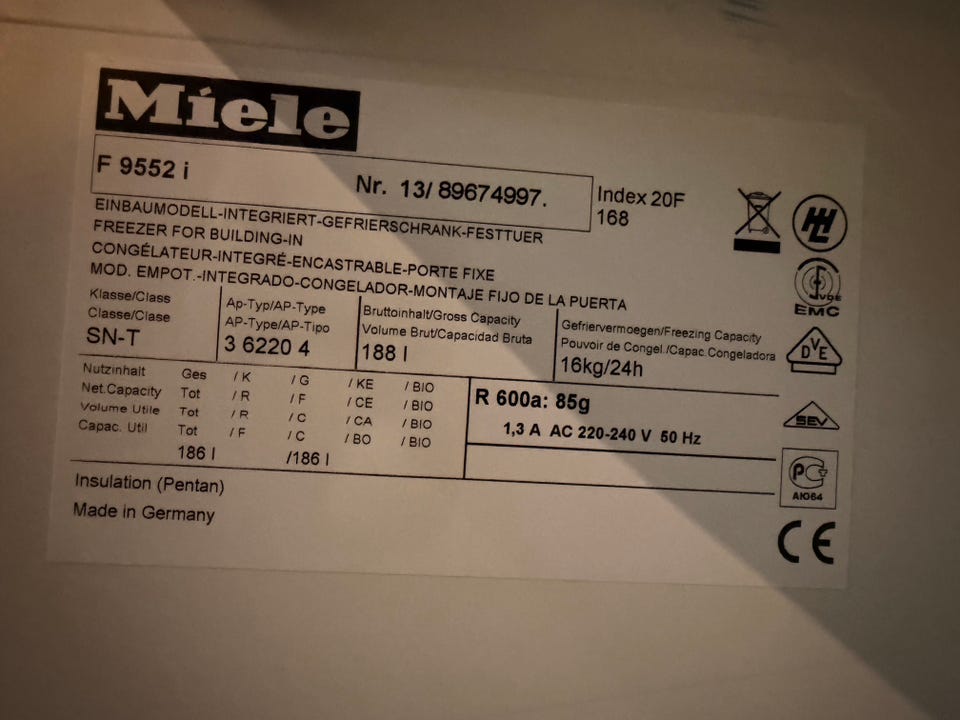 Miele
F 9552 i
Nr. 13/ 89674997.
Index 20F
168
EINBAUMODELL-INTEGRIERT-GEFRIERSCHRANK-FESTTUER
FREEZER FOR BUILDING-IN
CONGÉLATEUR-INTEGRÉ-ENCASTRABLE-PORTE FIXE
MOD. EMPOT.-INTEGRADO-CONGELADOR-MONTAJE FIJO DE LA PUERTA
Klasse/Class
Classe/Clase
SN-T
Ap-Typ/AP-Type
AP-Type/AP-Tipo
3 6220 4
Bruttoinhalt/Gross Capacity
Volume Brut/Capacidad Bruta
188 l
Gefriervermoegen/Freezing Capacity
Pouvoir de Congel./Capac.Congeladora
16kg/24h
Nutzinhalt Ges / K / G / KE / BIO
Net.Capacity Tot / R / F / CE / BIO
Volume Utile Tot / R / C / CA / BIO
Capac. Util Tot / F / C / BO / BIO
186 l /186 l
R 600a: 85g
1,3 A AC 220-240 V 50 Hz
Insulation (Pentan)
Made in Germany
VDE
EMC
DVE
SEV
PC
АЮ64
CE